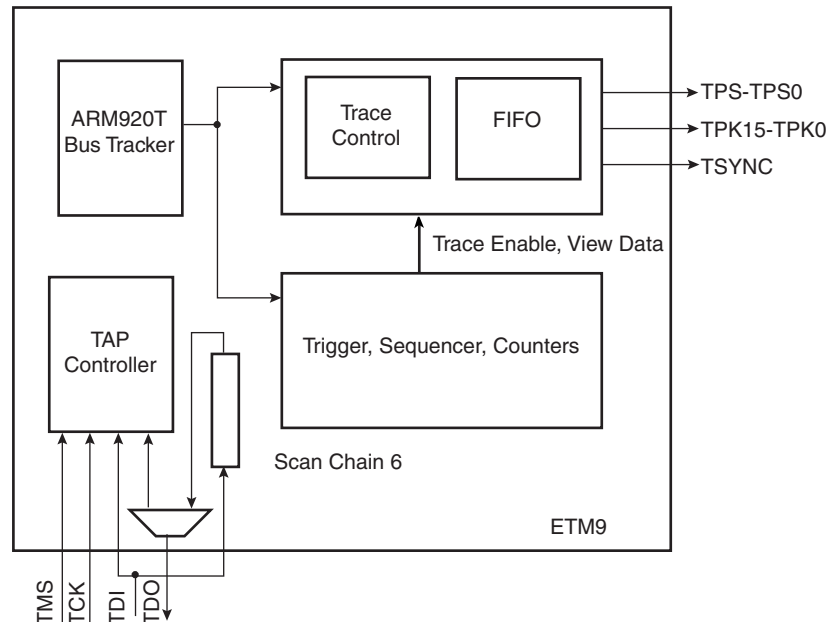 ARM920T
Bus Tracker
Trace
Control
FIFO
TPS-TPS0
TPK15-TPK0
TSYNC
Trace Enable, View Data
TAP
Controller
Trigger, Sequencer, Counters
Scan Chain 6
ETM9
TMS
TCK
TDI
TDO